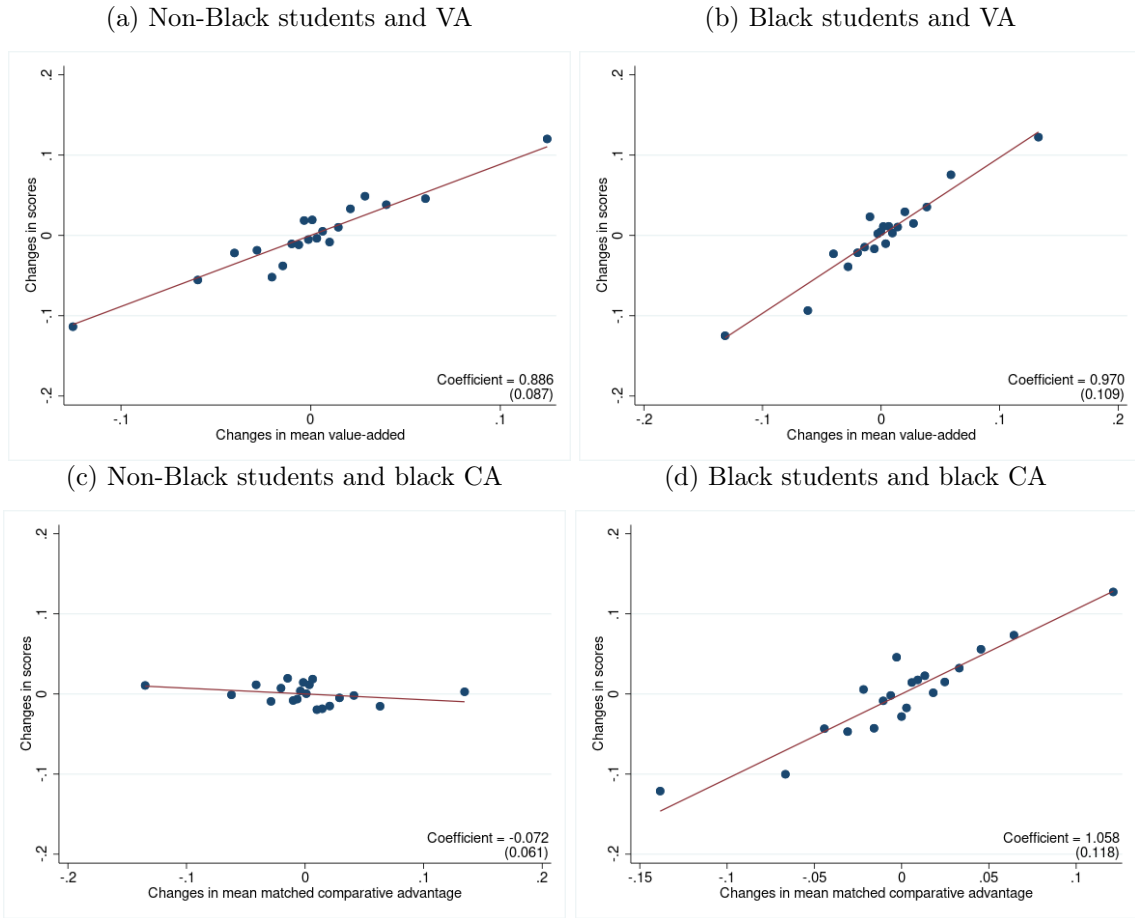 (a) Non-Black students and VA
(b) Black students and VA
.2
.1
0
-.1
-.2
Changes in scores
-.1
0
.1
Changes in mean value-added
Coefficient = 0.886
(0.087)
.2
.1
0
-.1
-.2
Changes in scores
-.2
-.1
0
.1
.2
Changes in mean value-added
Coefficient = 0.970
(0.109)
(c) Non-Black students and black CA
(d) Black students and black CA
.2
.1
0
-.1
-.2
Changes in scores
-.2
-.1
0
.1
.2
Changes in mean matched comparative advantage
Coefficient = -0.072
(0.061)
.2
.1
0
-.1
-.2
Changes in scores
-.15
-.1
-.05
0
.05
.1
Changes in mean matched comparative advantage
Coefficient = 1.058
(0.118)